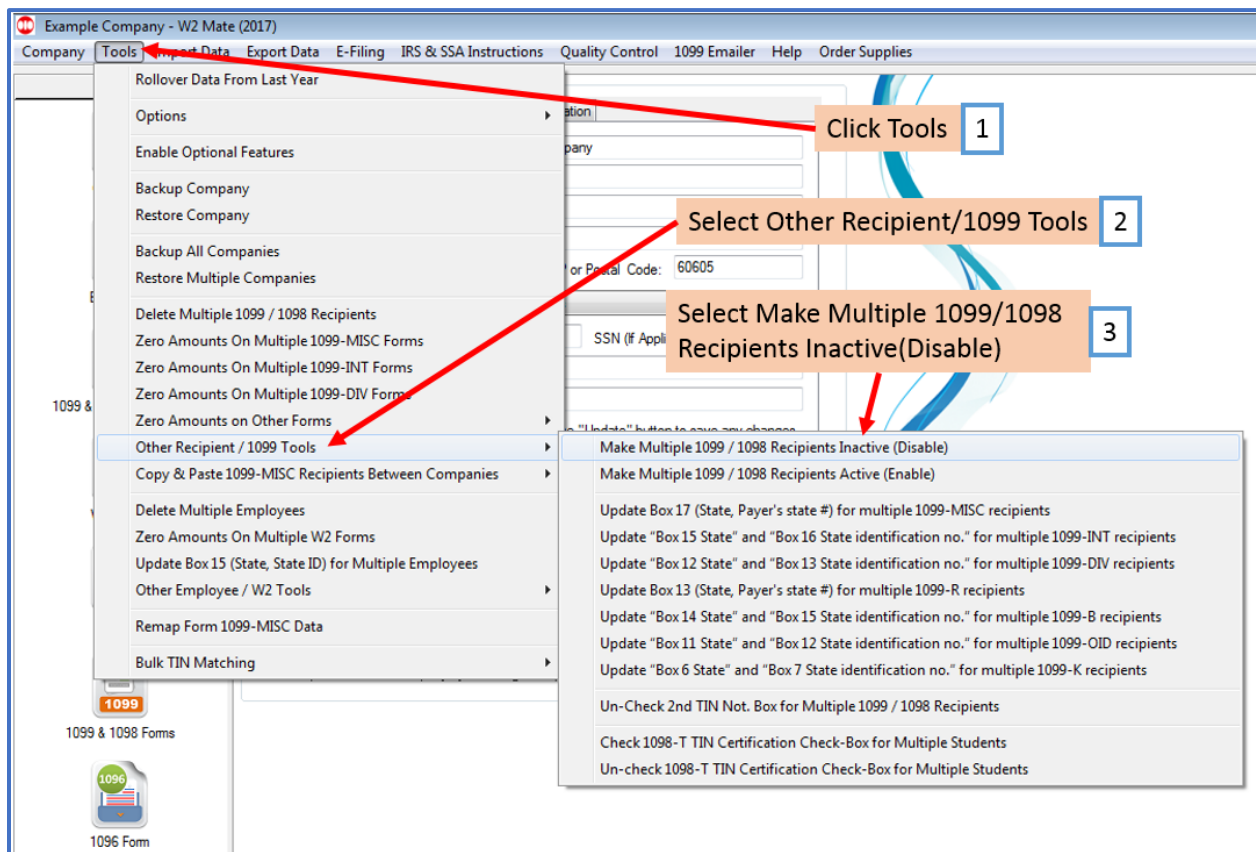 Example Company - W2 Mate (2017)
Company Tools Import Data Export Data E-Filing IRS & SSA Instructions Quality Control 1099 Emailer Help Order Supplies
Rollover Data From Last Year
Options
Enable Optional Features
Backup Company
Restore Company
Backup All Companies
Restore Multiple Companies
Delete Multiple 1099 / 1098 Recipients
Zero Amounts On Multiple 1099-MISC Forms
Zero Amounts On Multiple 1099-INT Forms
Zero Amounts On Multiple 1099-DIV Forms
Zero Amounts on Other Forms
Other Recipient / 1099 Tools
Copy & Paste 1099-MISC Recipients Between Companies
Delete Multiple Employees
Zero Amounts On Multiple W2 Forms
Update Box 15 (State, State ID) for Multiple Employees
Other Employee / W2 Tools
Remap Form 1099-MISC Data
Bulk TIN Matching
Click Tools 1
Select Other Recipient/1099 Tools 2
or Postal Code: 60605
Select Make Multiple 1099/1098
Recipients Inactive(Disable)
3
SSN (If Appli
1099 &
"Update" button to save any changes
Make Multiple 1099 / 1098 Recipients Inactive (Disable)
Make Multiple 1099 / 1098 Recipients Active (Enable)
Update Box 17 (State, Payer's state #) for multiple 1099-MISC recipients
Update "Box 15 State" and "Box 16 State identification no." for multiple 1099-INT recipients
Update "Box 12 State" and "Box 13 State identification no." for multiple 1099-DIV recipients
Update Box 13 (State, Payer's state #) for multiple 1099-R recipients
Update "Box 14 State" and "Box 15 State identification no." for multiple 1099-B recipients
Update "Box 11 State" and "Box 12 State identification no." for multiple 1099-OID recipients
Update "Box 6 State" and "Box 7 State identification no." for multiple 1099-K recipients
Un-Check 2nd TIN Not. Box for Multiple 1099 / 1098 Recipients
Check 1098-T TIN Certification Check-Box for Multiple Students
Un-check 1098-T TIN Certification Check-Box for Multiple Students
1099
1099 & 1098 Forms
1096
1096 Form